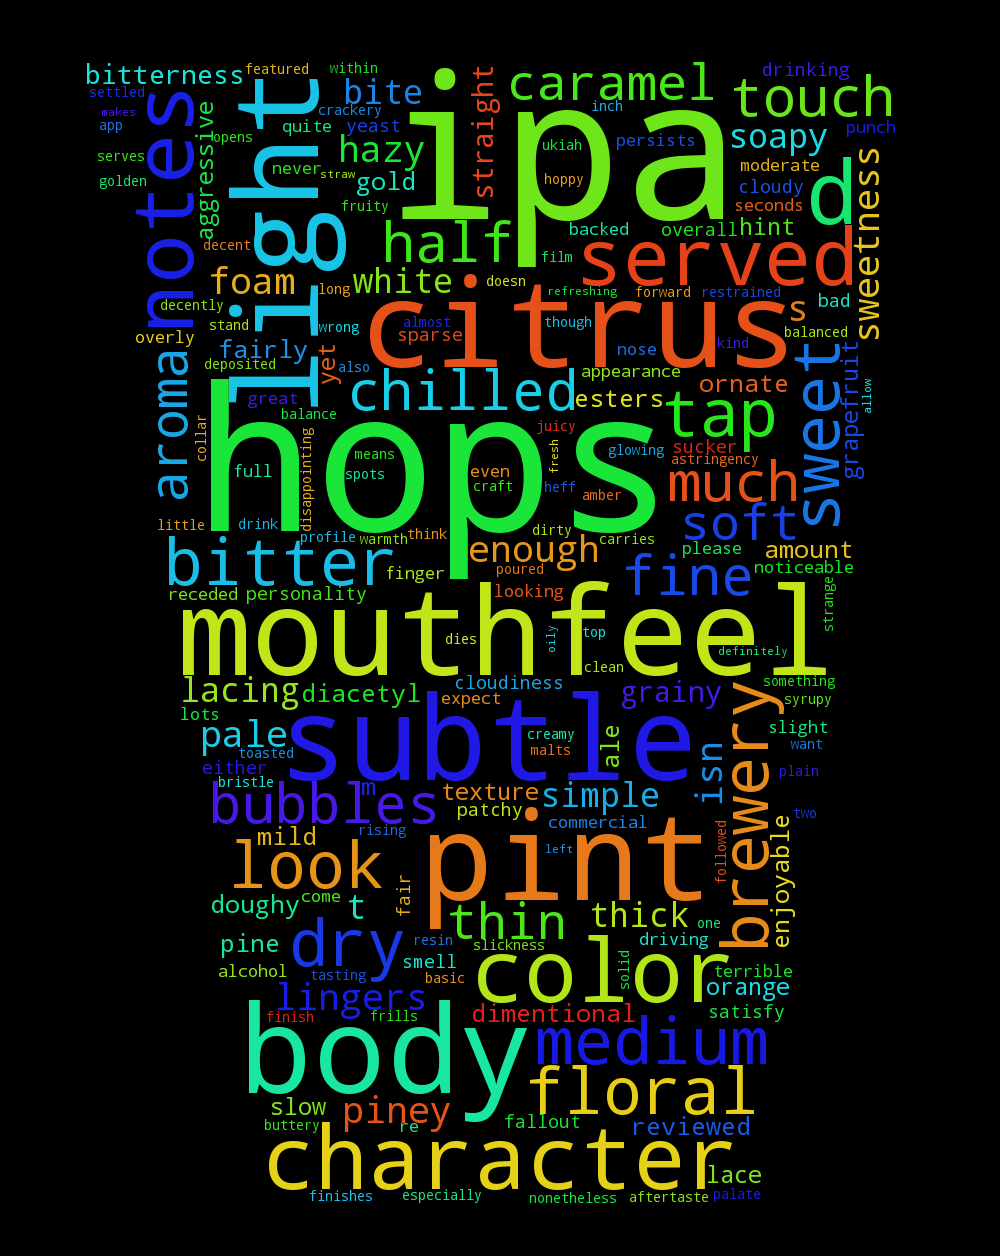 bitterness
featured
within
settled
makes
app
serves
golden
notes
aggressive
opens
light
crackery
bite
quite
yeast
never
straw
hazy
gold
fruity
ipa
straight
caramel
inch
ukiah
hoppy
persists
drinking
touch
soapy
punch
moderate
cloudy
seconds
d
sweetness
decent
half
backed
overall
hint
film
served
foam
long
white
doesn
refreshing
forward
restrained
bad
s
decently
stand
wrong
overly
citrus
almost
sparse
though
nose
kind
balanced
fairly
yet
also
deposited
appearance
aroma
great
balance
collar
chilled
esters
ornate
tap
sweet
grapefruit
allow
hops
disappointing
juicy
means
fresh
full
spots
even
craft
heff
amber
glowing
sucker
astringency
much
little
drink
profile
warmth
think
dirty
carries
soft
bitter
finger
enough
poured
looking
please
amount
noticeable
fine
receded
personality
strange
mouthfeel
dies
oily
top
clean
definitely
lacing
diacetyl
cloudiness
expect
grainy
something
syrupy
lots
pale
toasted
subtle
creamy
malts
ale
isn
brewery
slight
want
either
bristle
m
plain
bubbles
texture
patchy
simple
commercial
two
mild
rising
pint
left
followed
enjoyable
look
come
fair
doughy
t
thin
thick
one
pine
dry
resin
slickness
driving
smell
alcohol
tasting
basic
color
solid
terrible
orange
lingers
finish
frills
dimentional
satisfy
body
medium
floral
slow
piney
buttery
re
fallout
reviewed
character
lace
finishes
especially
nonetheless
aftertaste
palate